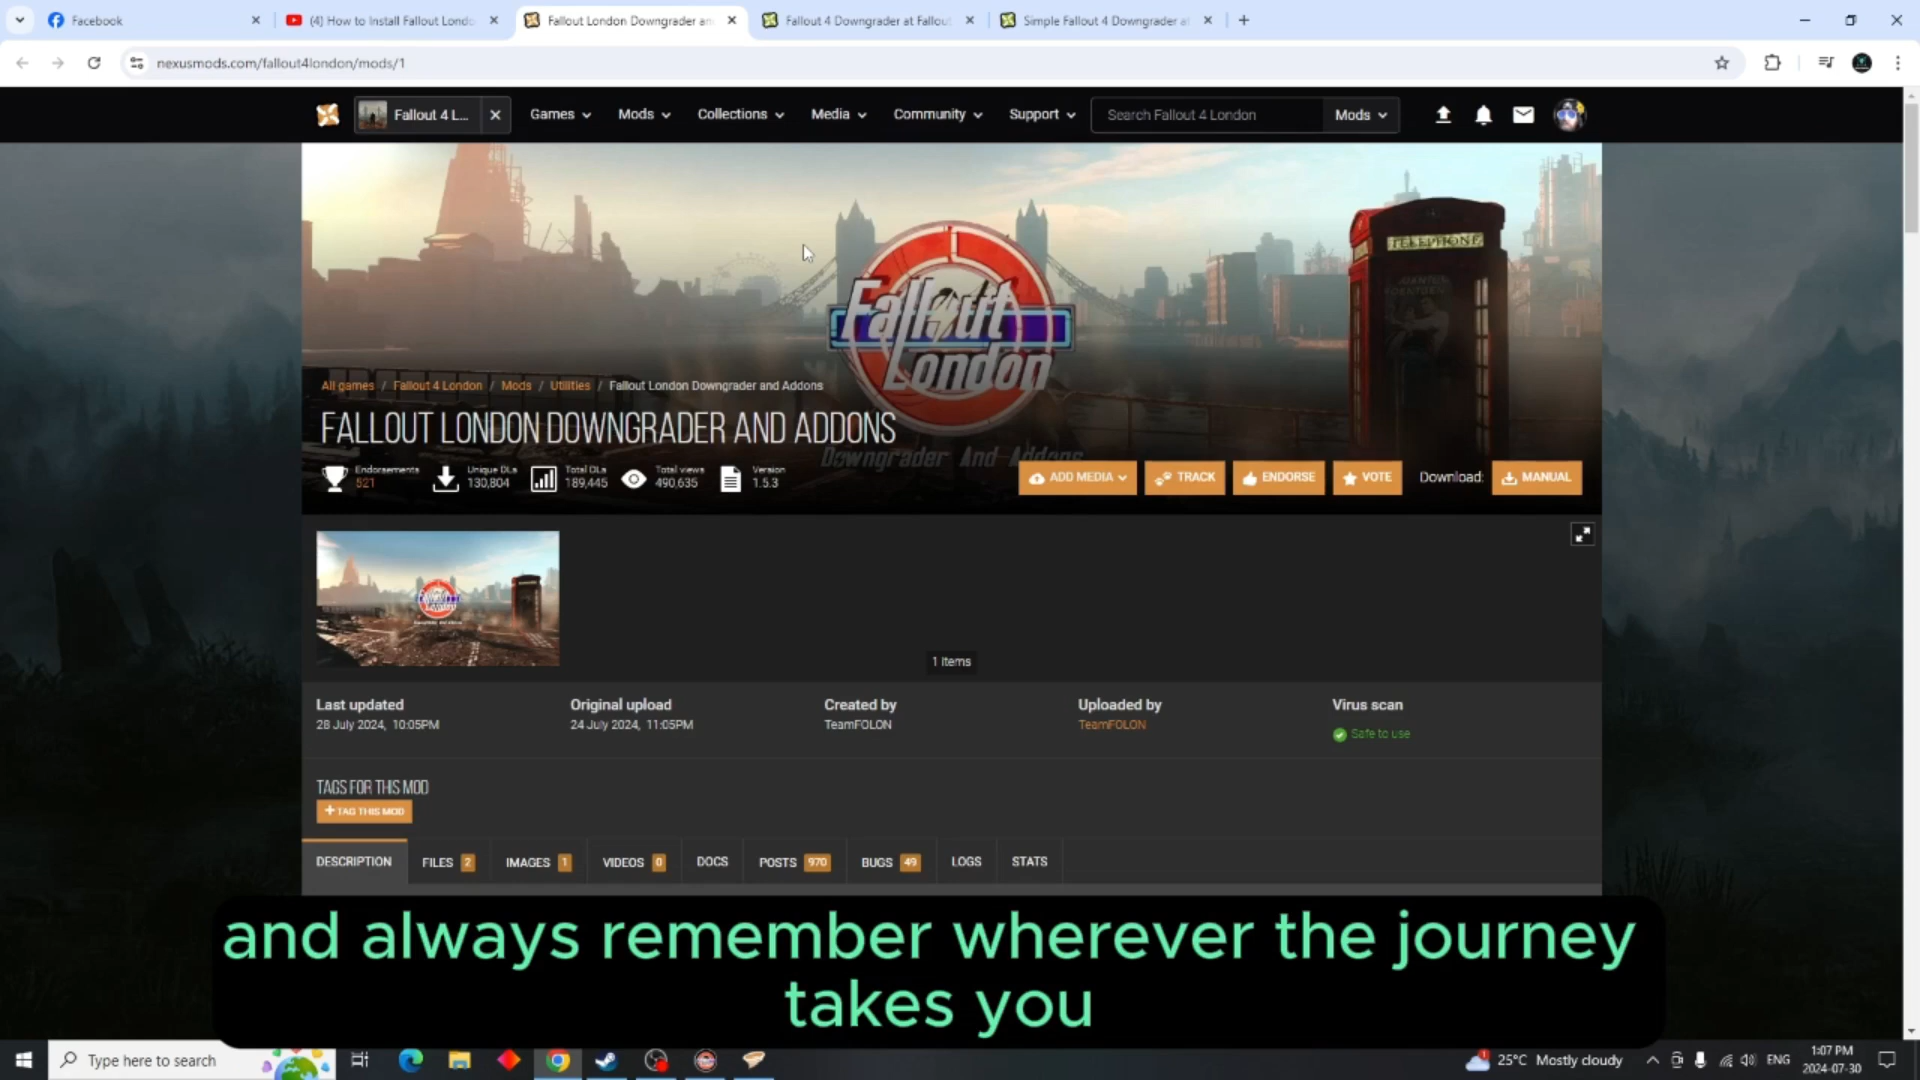 Facebook
(4) How to Install Fallout Londo
Fallout London Downgrader an
Fallout 4 Downgrader at Fallout
Simple Fallout 4 Downgrader at
nexusmods.com/fallout4london/mods/1
Fallout 4 L...
Games
Mods
Collections
Media
Community
Support
Search Fallout 4 London
Mods
TELEPHONE
Fallout
London
Downgrader And Addons
All games / Fallout 4 London / Mods / Utilities / Fallout London Downgrader and Addons
FALLOUT LONDON DOWNGRADER AND ADDONS
Endorsements
521
Unique DLs
130,804
Total DLs
189,445
Total views
490,635
Version
1.5.3
ADD MEDIA
TRACK
ENDORSE
VOTE
Download:
MANUAL
1 items
Last updated
28 July 2024, 10:05PM
Original upload
24 July 2024, 11:05PM
Created by
TeamFOLON
Uploaded by
TeamFOLON
Virus scan
Safe to use
TAGS FOR THIS MOD
+ TAG THIS MOD
DESCRIPTION
FILES 2
IMAGES 1
VIDEOS 0
DOCS
POSTS 970
BUGS 49
LOGS
STATS
and always remember wherever the journey
takes you
Type here to search
25°C Mostly cloudy
ENG
1:07 PM
2024-07-30